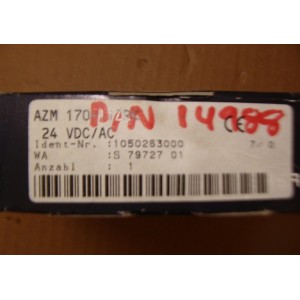 AZM 170
P/N 14988
24 VDC/AC
CE
Ident-Nr. :1050263000
WA :S 79727 01
Anzahl : 1